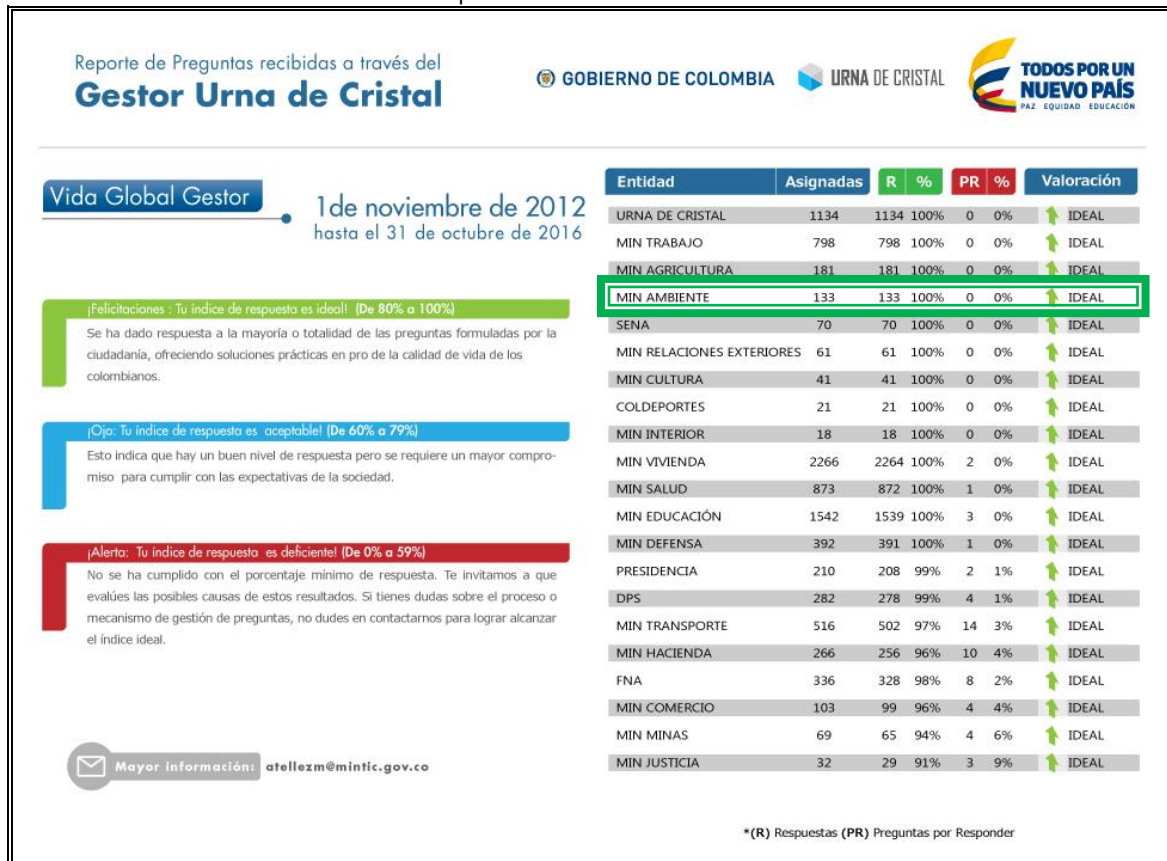 Reporte de Preguntas recibidas a través del
Gestor Urna de Cristal
GOBIERNO DE COLOMBIA
URNA DE CRISTAL
TODOS POR UN
NUEVO PAÍS
PAZ EQUIDAD EDUCACIÓN
Vida Global Gestor
1de noviembre de 2012
hasta el 31 de octubre de 2016
¡Felicitaciones : Tu índice de respuesta es ideal! (De 80% a 100%)
Se ha dado respuesta a la mayoría o totalidad de las preguntas formuladas por la
ciudadanía, ofreciendo soluciones prácticas en pro de la calidad de vida de los
colombianos.
¡Ojo: Tu índice de respuesta es aceptable! (De 60% a 79%)
Esto indica que hay un buen nivel de respuesta pero se requiere un mayor compro-
miso para cumplir con las expectativas de la sociedad.
¡Alerta: Tu índice de respuesta es deficiente! (De 0% a 59%)
No se ha cumplido con el porcentaje mínimo de respuesta. Te invitamos a que
evalúes las posibles causas de estos resultados. Si tienes dudas sobre el proceso o
mecanismo de gestión de preguntas, no dudes en contactarnos para lograr alcanzar
el índice ideal.
Mayor información: atellezm@mintic.gov.co
Entidad Asignadas R % PR % Valoración
URNA DE CRISTAL 1134 1134 100% 0 0% IDEAL
MIN TRABAJO 798 798 100% 0 0% IDEAL
MIN AGRICULTURA 181 181 100% 0 0% IDEAL
MIN AMBIENTE 133 133 100% 0 0% IDEAL
SENA 70 70 100% 0 0% IDEAL
MIN RELACIONES EXTERIORES 61 61 100% 0 0% IDEAL
MIN CULTURA 41 41 100% 0 0% IDEAL
COLDEPORTES 21 21 100% 0 0% IDEAL
MIN INTERIOR 18 18 100% 0 0% IDEAL
MIN VIVIENDA 2266 2264 100% 2 0% IDEAL
MIN SALUD 873 872 100% 1 0% IDEAL
MIN EDUCACIÓN 1542 1539 100% 3 0% IDEAL
MIN DEFENSA 392 391 100% 1 0% IDEAL
PRESIDENCIA 210 208 99% 2 1% IDEAL
DPS 282 278 99% 4 1% IDEAL
MIN TRANSPORTE 516 502 97% 14 3% IDEAL
MIN HACIENDA 266 256 96% 10 4% IDEAL
FNA 336 328 98% 8 2% IDEAL
MIN COMERCIO 103 99 96% 4 4% IDEAL
MIN MINAS 69 65 94% 4 6% IDEAL
MIN JUSTICIA 32 29 91% 3 9% IDEAL
*(R) Respuestas (PR) Preguntas por Responder